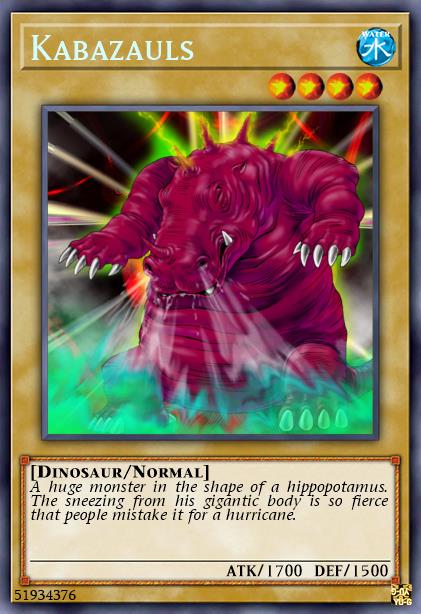 Kabazauls
WATER
水
[Dinosaur/Normal]
A huge monster in the shape of a hippopotamus.
The sneezing from his gigantic body is so fierce
that people mistake it for a hurricane.
ATK/1700 DEF/1500
51934376